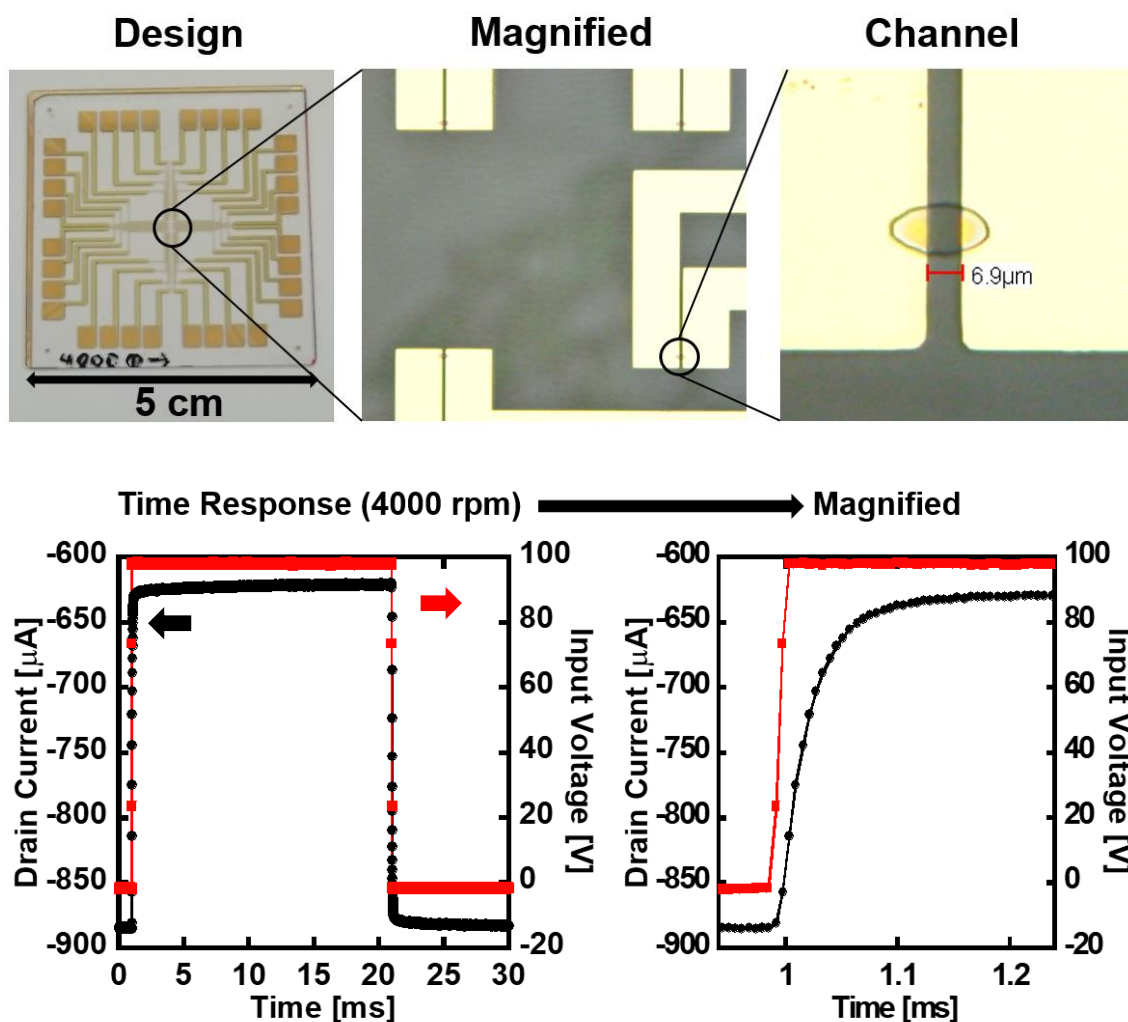 Design
Magnified
Channel
5 cm
6.9µm
Time Response (4000 rpm)
Magnified
-600
-650
-700
-750
-800
-850
-900
Drain Current [µA]
100
80
60
40
20
0
-20
Input Voltage [V]
0 5 10 15 20 25 30
Time [ms]
-600
-650
-700
-750
-800
-850
-900
Drain Current [µA]
100
80
60
40
20
0
-20
Input Voltage [V]
1 1.1 1.2
Time [ms]